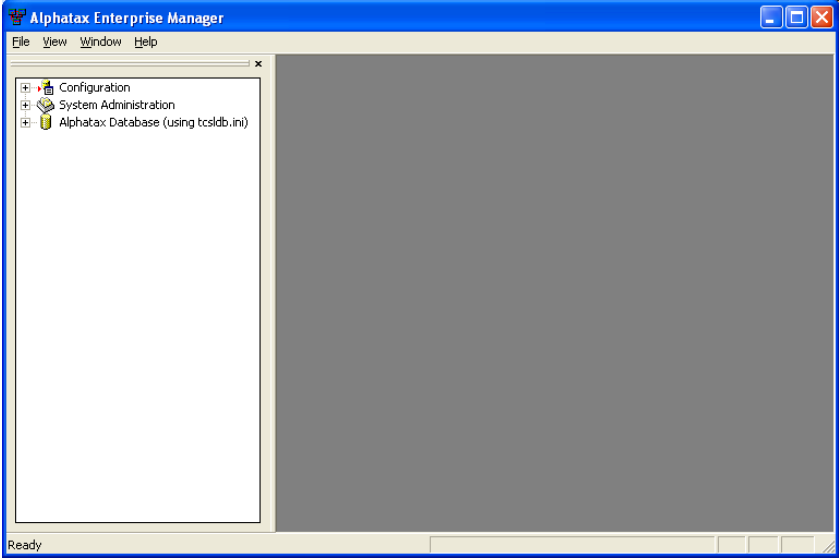 Alphatax Enterprise Manager
File View Window Help
Configuration
System Administration
Alphatax Database (using tcsldb.ini)
Ready